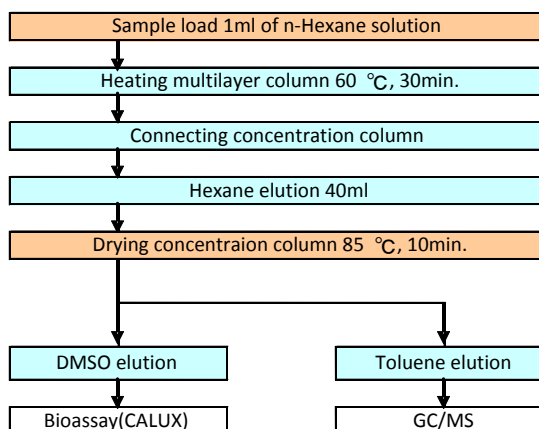 Sample load 1ml of n-Hexane solution
Heating multilayer column 60 ℃, 30min.
Connecting concentration column
Hexane elution 40ml
Drying concentraion column 85 ℃, 10min.
DMSO elution
Toluene elution
Bioassay(CALUX)
GC/MS